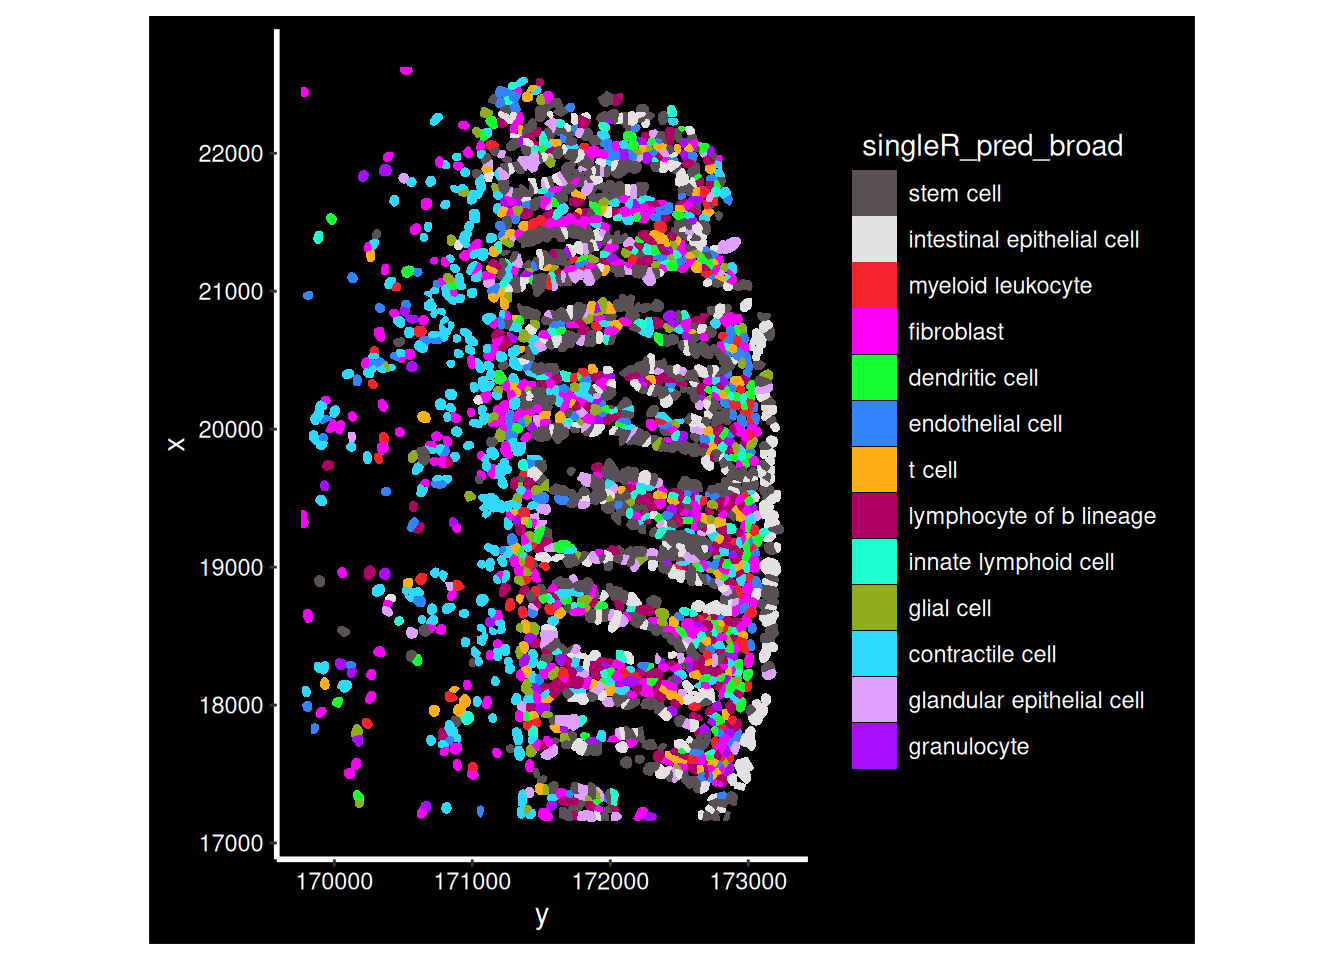 singleR_pred_broad
stem cell
intestinal epithelial cell
myeloid leukocyte
fibroblast
dendritic cell
endothelial cell
t cell
lymphocyte of b lineage
innate lymphoid cell
glial cell
contractile cell
glandular epithelial cell
granulocyte
22000
21000
20000
19000
18000
17000
x
170000 171000 172000 173000
y